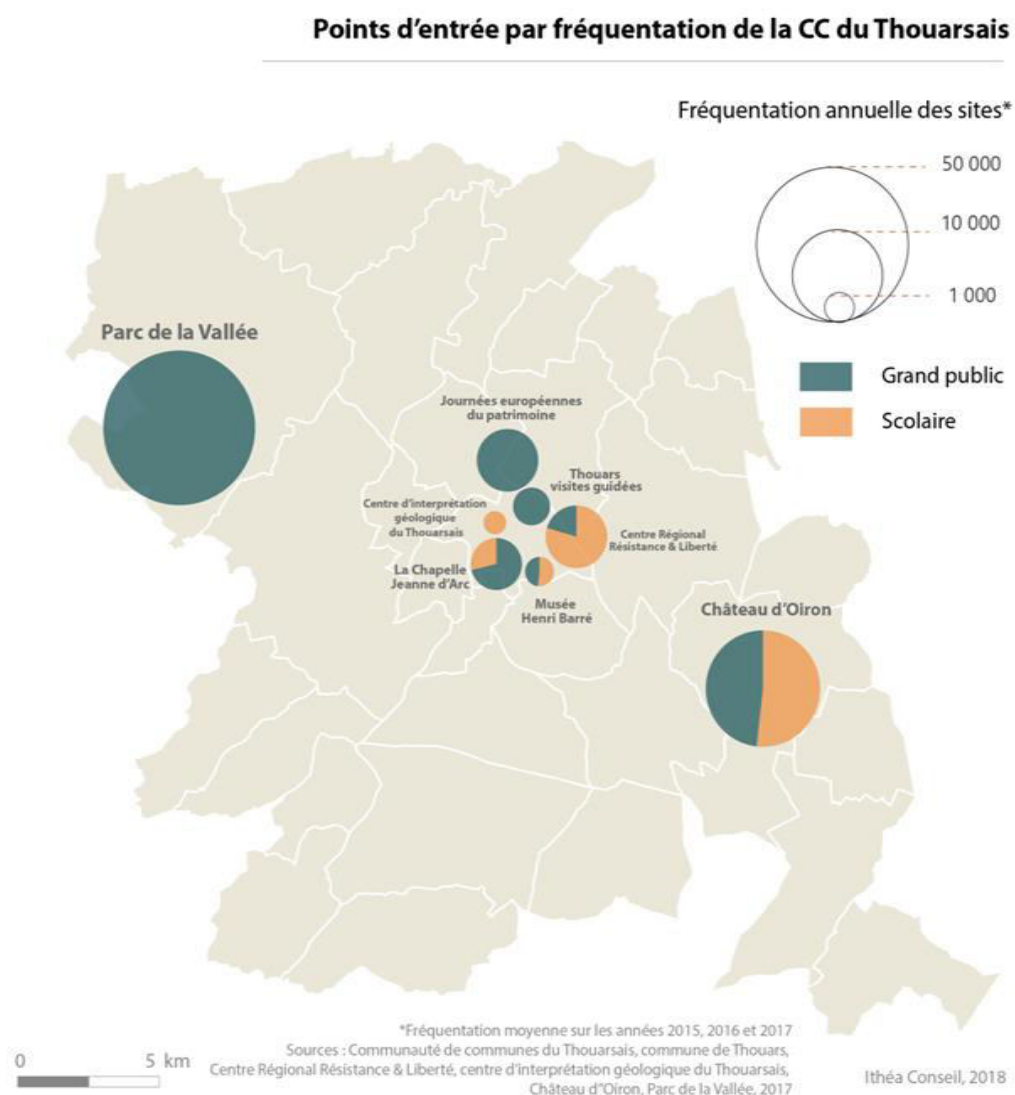 Points d'entrée par fréquentation de la CC du Thouarsais
Fréquentation annuelle des sites*
50 000
10 000
1 000
Grand public
Scolaire
Parc de la Vallée
Journées européennes
du patrimoine
Thouars
visites guidées
Centre d'interprétation
géologique
du Thouarsais
Centre Régional
Résistance & Liberté
La Chapelle
Jeanne d'Arc
Musée
Henri Barré
Château d'Oiron
*Fréquentation moyenne sur les années 2015, 2016 et 2017
Sources : Communauté de communes du Thouarsais, commune de Thouars,
Centre Régional Résistance & Liberté, centre d'interprétation géologique du Thouarsais,
Château d"Oiron, Parc de la Vallée, 2017
0 5 km
Ithéa Conseil, 2018